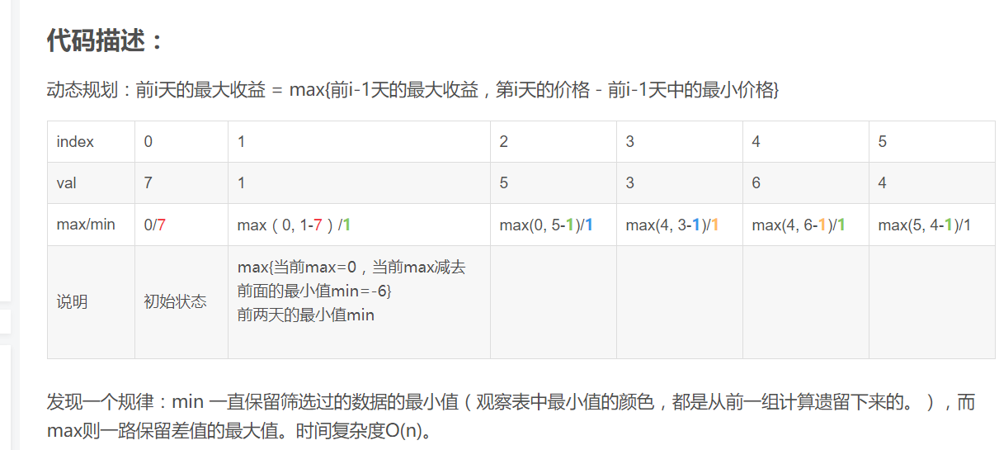 代码描述：
动态规划：前i天的最大收益 = max{前i-1天的最大收益，第i天的价格 - 前i-1天中的最小价格}
index 0 1 2 3 4 5
val 7 1 5 3 6 4
max/min 0/7 max（0, 1-7）/1 max(0, 5-1)/1 max(4, 3-1)/1 max(4, 6-1)/1 max(5, 4-1)/1
max{当前max=0，当前max减去
前面的最小值min=-6}
说明 初始状态
前两天的最小值min
发现一个规律：min 一直保留筛选过的数据的最小值（观察表中最小值的颜色，都是从前一组计算遗留下来的。），而
max则一路保留差值的最大值。时间复杂度O(n)。